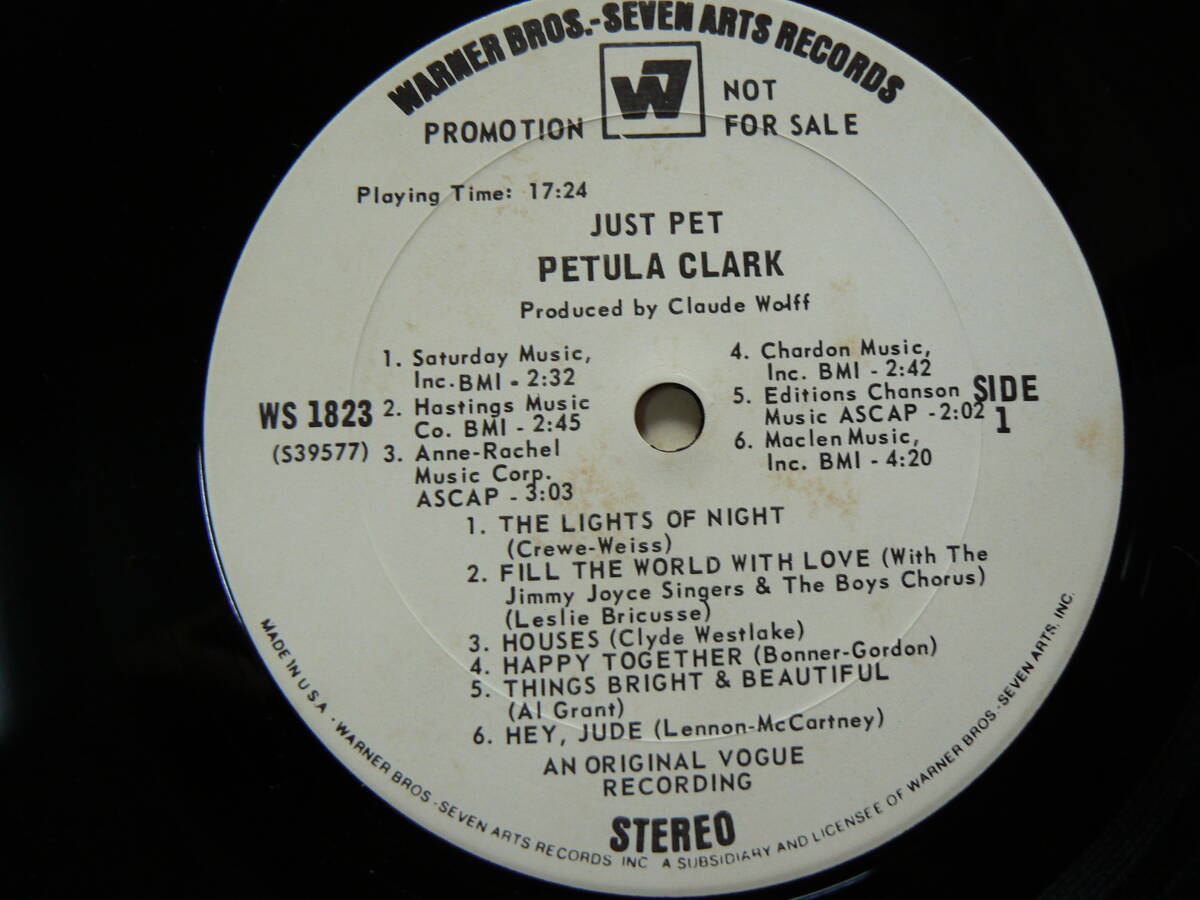 WARNER BROS.-SEVEN ARTS RECORDS
W7
PROMOTION
NOT
FOR SALE
Playing Time: 17:24
JUST PET
PETULA CLARK
Produced by Claude Wolff
1. Saturday Music,
Inc. BMI - 2:32
2. Hastings Music
Co. BMI - 2:45
3. Anne-Rachel
Music Corp.
ASCAP - 3:03
WS 1823
(S39577)
4. Chardon Music,
Inc. BMI - 2:42
5. Editions Chanson
Music ASCAP - 2:02
6. Maclen Music,
Inc. BMI - 4:20
SIDE
1
1. THE LIGHTS OF NIGHT
(Crewe-Weiss)
2. FILL THE WORLD WITH LOVE (With The
Jimmy Joyce Singers & The Boys Chorus)
(Leslie Bricusse)
3. HOUSES (Clyde Westlake)
4. HAPPY TOGETHER (Bonner-Gordon)
5. THINGS BRIGHT & BEAUTIFUL
(Al Grant)
6. HEY, JUDE (Lennon-McCartney)
AN ORIGINAL VOGUE
RECORDING
STEREO
MADE IN U.S.A. - WARNER BROS.-SEVEN ARTS RECORDS INC A SUBSIDIARY AND LICENSEE OF WARNER BROS.-SEVEN ARTS, INC.